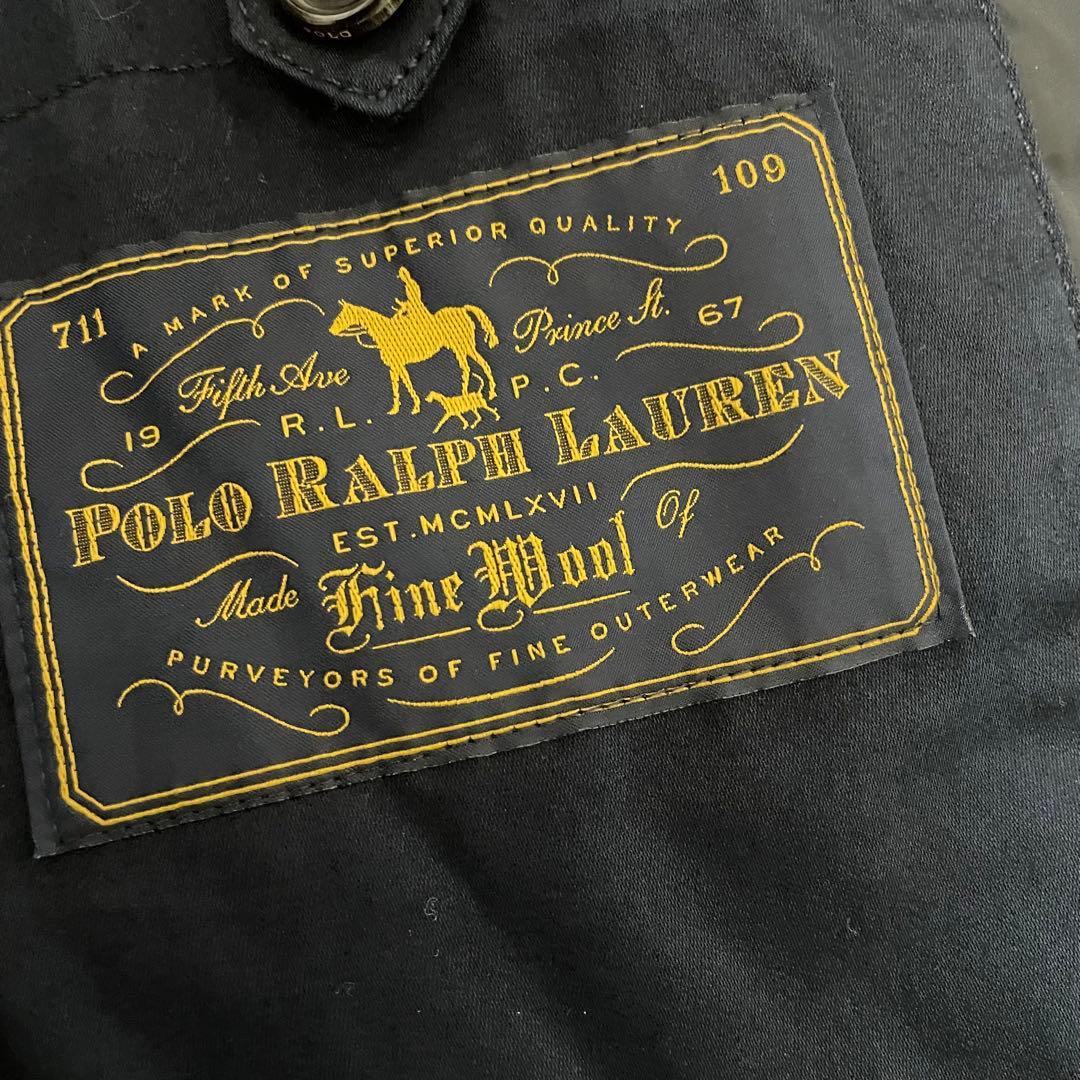 POLO
711 109
A MARK OF SUPERIOR QUALITY
Fifth Ave Prince St.
19 R.L. P.C. 67
POLO RALPH LAUREN
EST. MCMLXVII
Made Fine Wool Of
PURVEYORS OF FINE OUTERWEAR